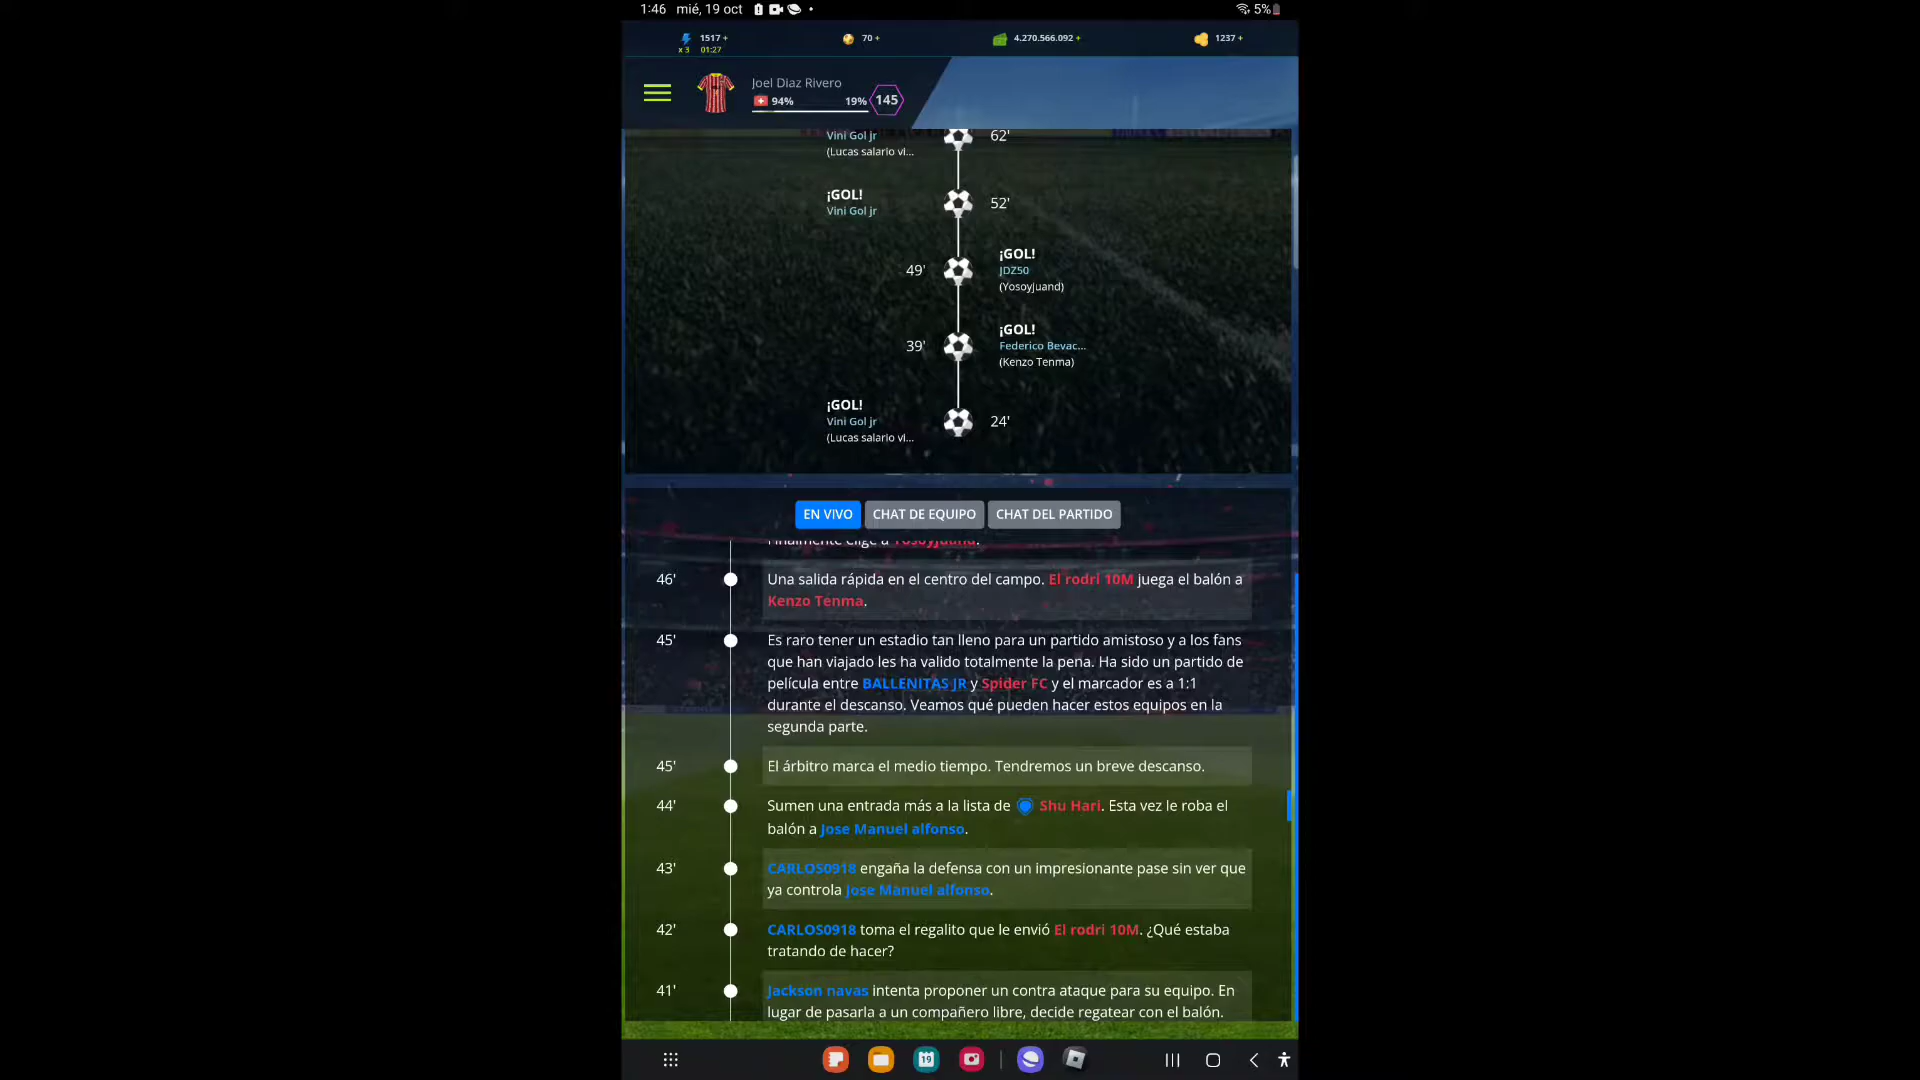 1:46 mié, 19 oct
5%
1517 +
x 3 01:27
70 +
4.270.566.092 +
1237 +
Joel Diaz Rivero
94% 19% 145
Vini Gol jr 62'
(Lucas salario vi...
¡GOL!
Vini Gol jr
52'
49'
¡GOL!
JDZ50
(Yosoyjuand)
39'
¡GOL!
Federico Bevac...
(Kenzo Tenma)
¡GOL!
Vini Gol jr
(Lucas salario vi...
24'
EN VIVO CHAT DE EQUIPO CHAT DEL PARTIDO
Finalmente elige a Yosoyjuand.
46' Una salida rápida en el centro del campo. El rodri 10M juega el balón a
Kenzo Tenma.
45' Es raro tener un estadio tan lleno para un partido amistoso y a los fans
que han viajado les ha valido totalmente la pena. Ha sido un partido de
película entre BALLENITAS JR y Spider FC y el marcador es a 1:1
durante el descanso. Veamos qué pueden hacer estos equipos en la
segunda parte.
45' El árbitro marca el medio tiempo. Tendremos un breve descanso.
44' Sumen una entrada más a la lista de Shu Hari. Esta vez le roba el
balón a Jose Manuel alfonso.
43' CARLOS0918 engaña la defensa con un impresionante pase sin ver que
ya controla Jose Manuel alfonso.
42' CARLOS0918 toma el regalito que le envió El rodri 10M. ¿Qué estaba
tratando de hacer?
41' Jackson navas intenta proponer un contra ataque para su equipo. En
lugar de pasarla a un compañero libre, decide regatear con el balón.
19